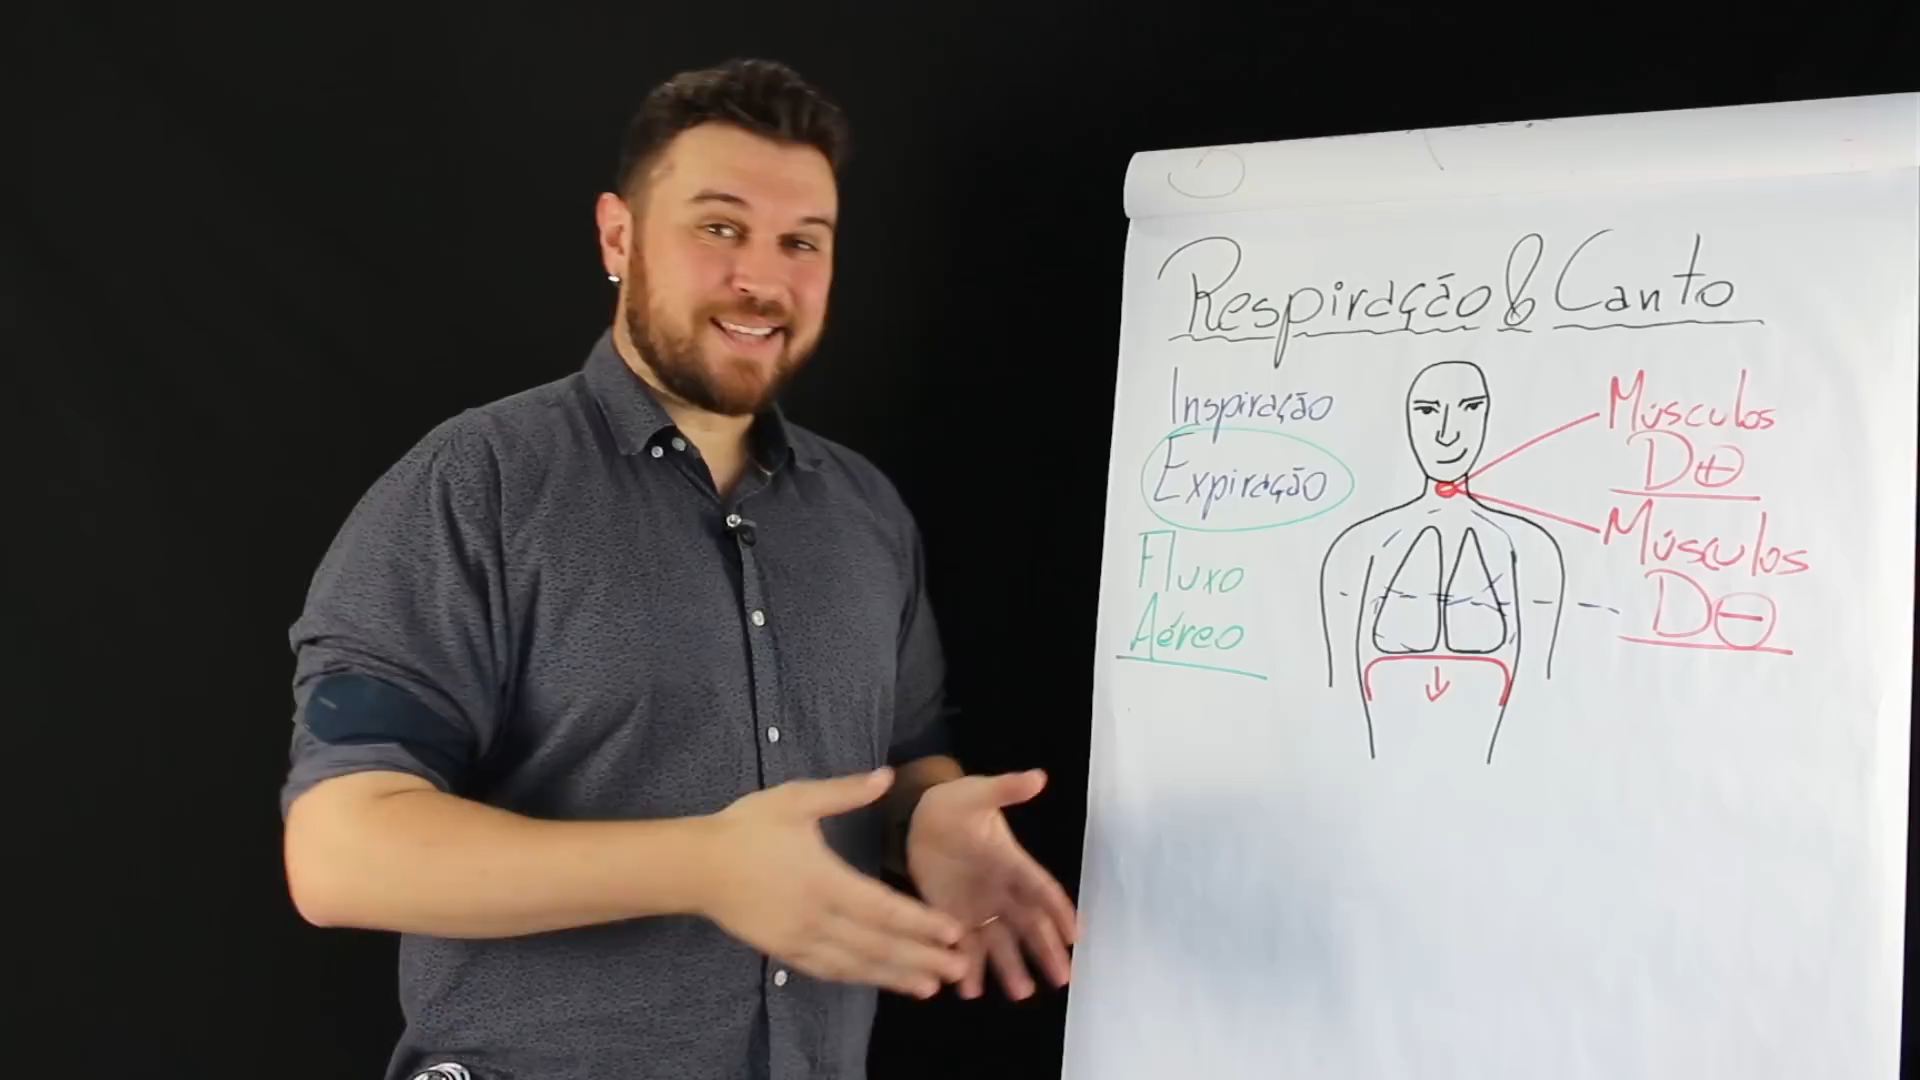 Respiração & Canto
Inspiração
Expiração
Fluxo
Aéreo
Músculos
D⊕
Músculos
D⊖